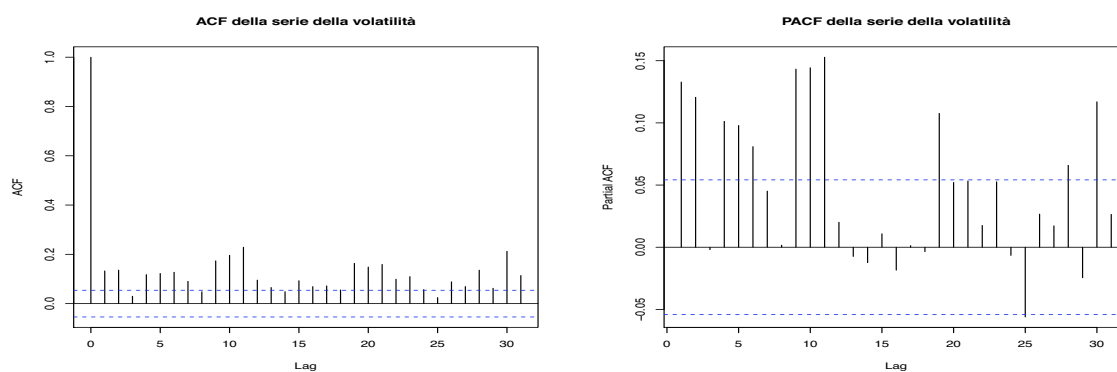 ACF della serie della volatilità
1.0
0.8
0.6
0.4
0.2
0.0
ACF
0 5 10 15 20 25 30
Lag
PACF della serie della volatilità
0.15
0.10
0.05
0.00
−0.05
Partial ACF
0 5 10 15 20 25 30
Lag